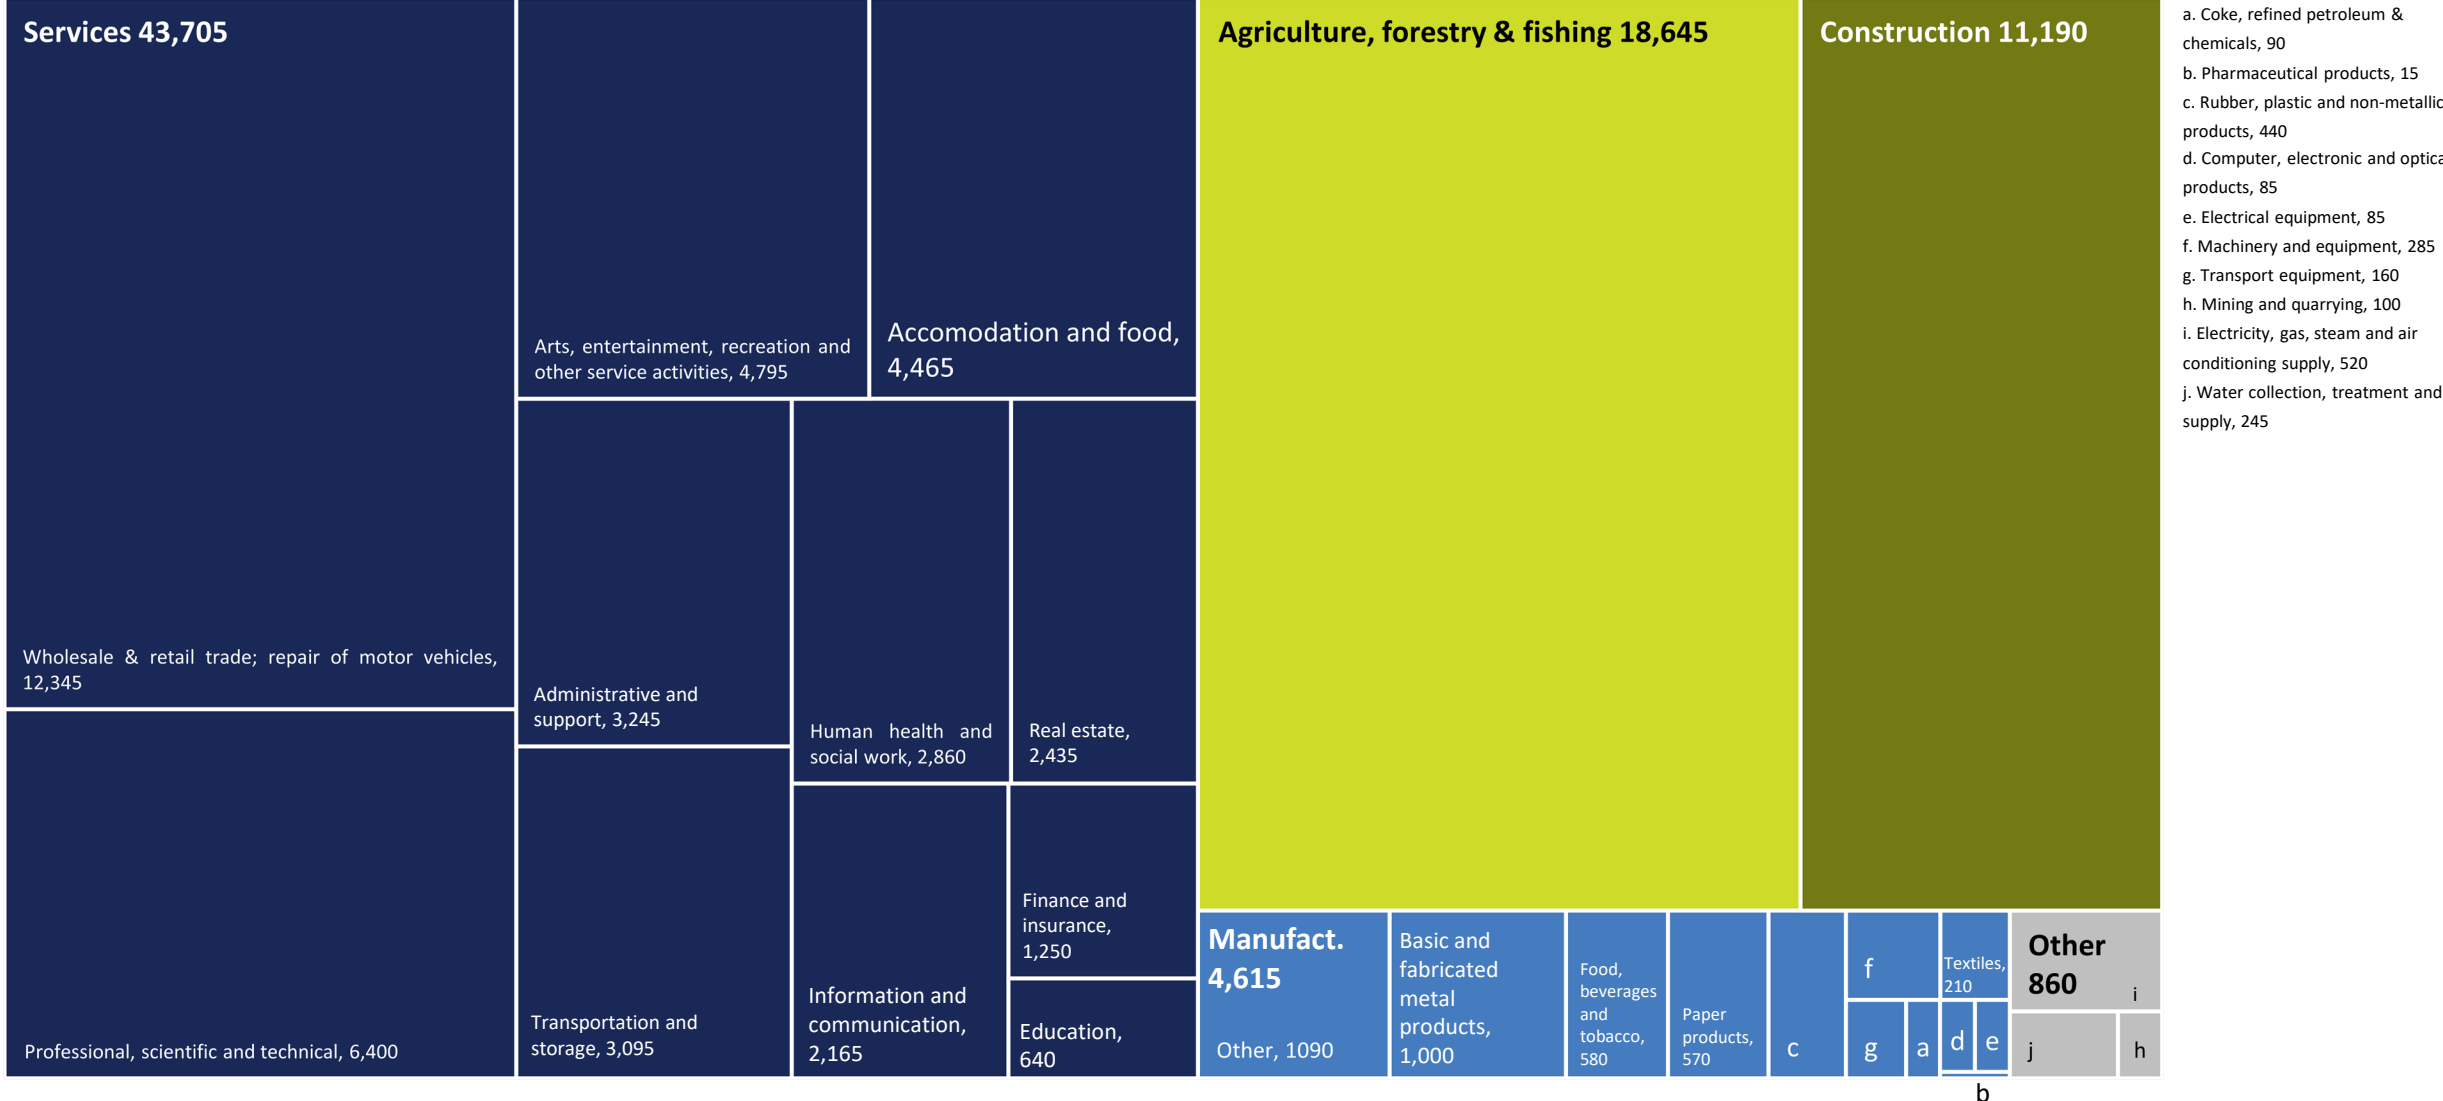 Services 43,705
Wholesale & retail trade; repair of motor vehicles,
12,345
Professional, scientific and technical, 6,400
Arts, entertainment, recreation and
other service activities, 4,795
Accomodation and food,
4,465
Administrative and
support, 3,245
Transportation and
storage, 3,095
Human health and
social work, 2,860
Real estate,
2,435
Information and
communication,
2,165
Finance and
insurance,
1,250
Education,
640
Agriculture, forestry & fishing 18,645
Construction 11,190
Manufact.
4,615
Other, 1090
Basic and
fabricated
metal
products,
1,000
Food,
beverages
and
tobacco,
580
Paper
products,
570
c
f
g
a
Textiles,
210
d
e
b
Other
860
i
j
h
a. Coke, refined petroleum &
chemicals, 90
b. Pharmaceutical products, 15
c. Rubber, plastic and non-metallic
products, 440
d. Computer, electronic and optica
products, 85
e. Electrical equipment, 85
f. Machinery and equipment, 285
g. Transport equipment, 160
h. Mining and quarrying, 100
i. Electricity, gas, steam and air
conditioning supply, 520
j. Water collection, treatment and
supply, 245